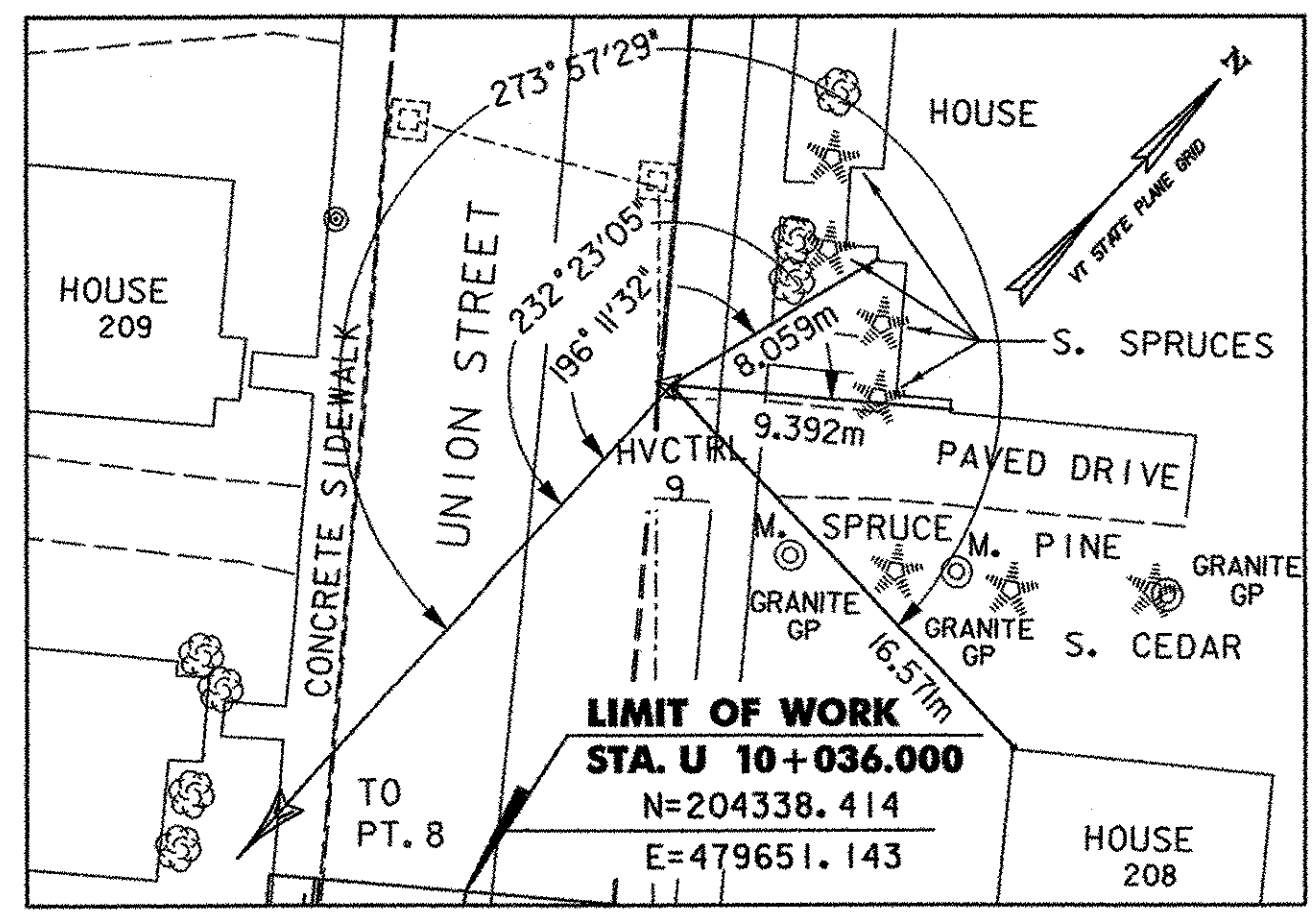 273° 57'29"
HOUSE
N
VT STATE PLANE GRID
232° 23'05"
196° 11'32"
UNION STREET
HOUSE
209
8.059m
S. SPRUCES
CONCRETE SIDEWALK
9.392m
HVCTRL
9
PAVED DRIVE
M. SPRUCE
M. PINE
GRANITE
GP
GRANITE
GP
GRANITE
GP
S. CEDAR
16.571m
LIMIT OF WORK
STA. U 10+036.000
N=204338.414
E=479651.143
TO
PT. 8
HOUSE
208